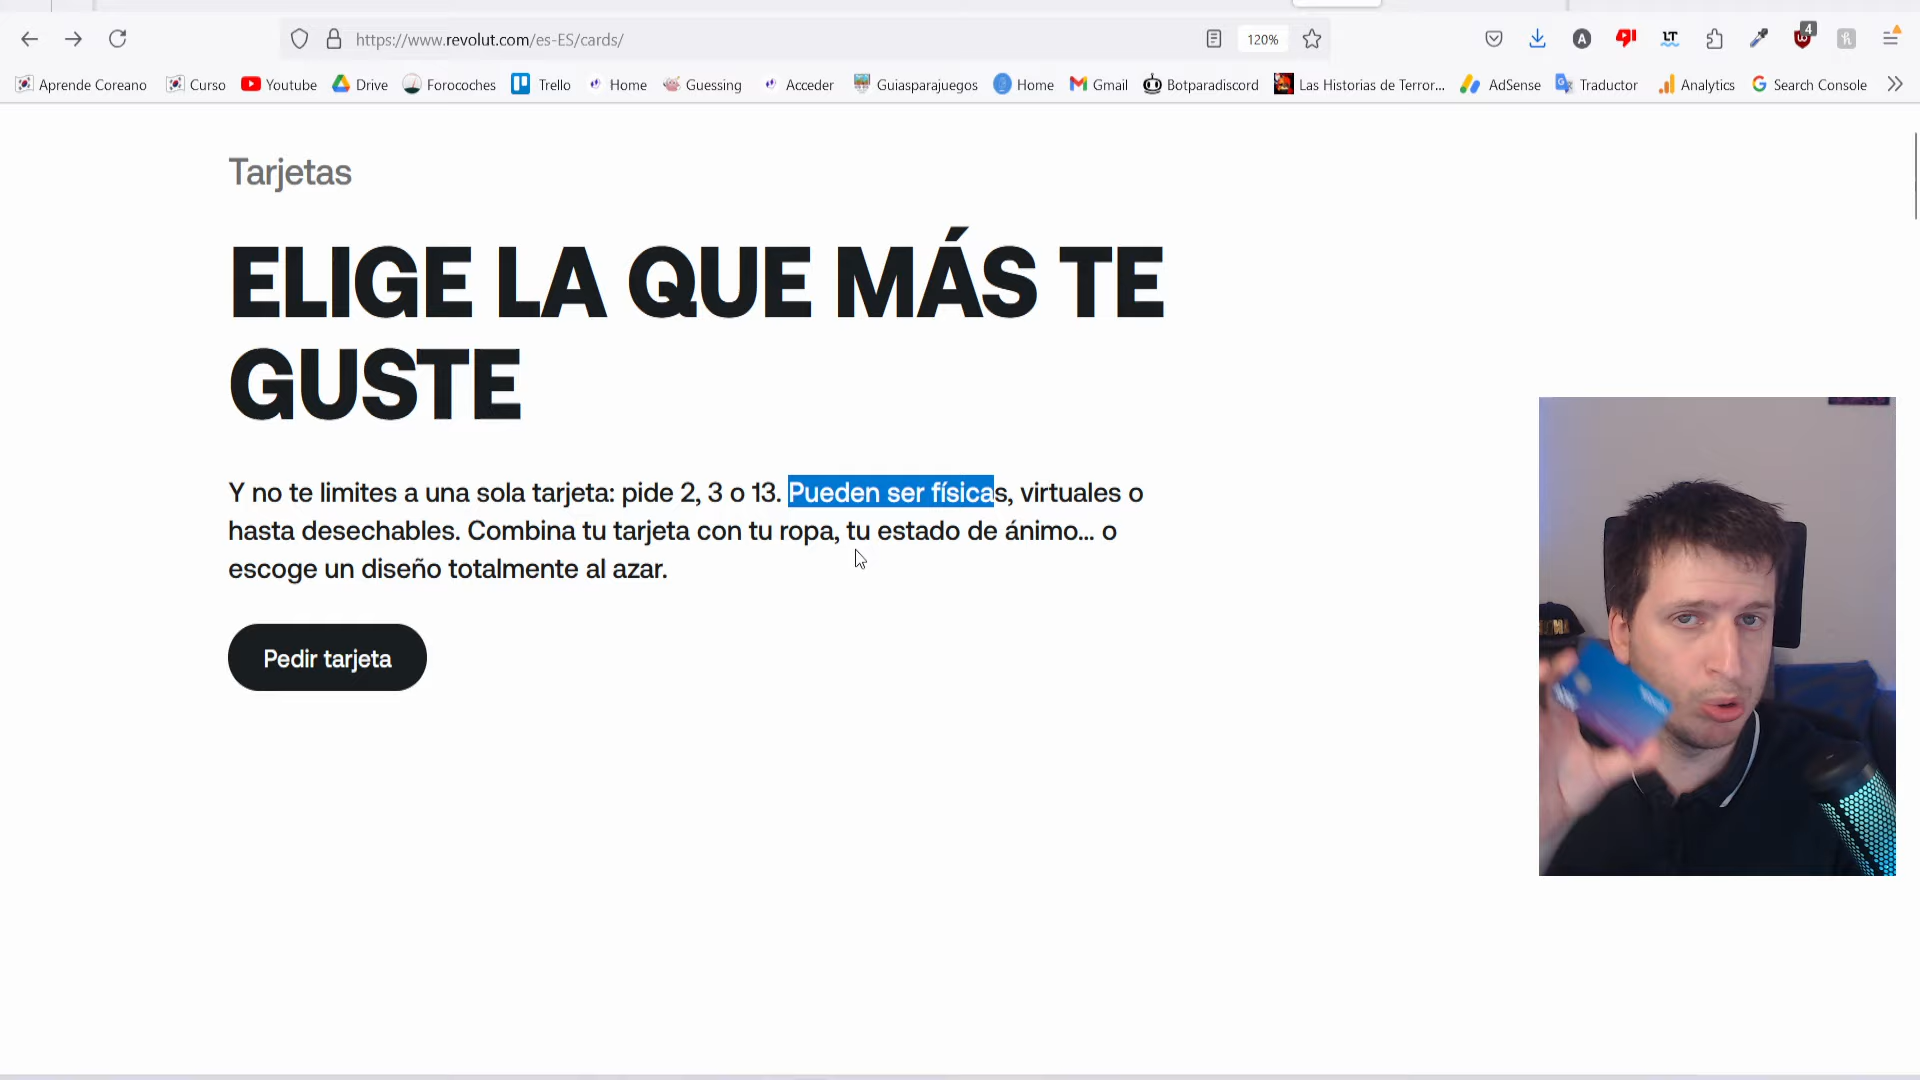 https://www.revolut.com/es-ES/cards/
120%
A
LT
4
Aprende Coreano
Curso
Youtube
Drive
Forocoches
Trello
Home
Guessing
Acceder
Guiasparajuegos
Home
Gmail
Botparadiscord
Las Historias de Terror...
AdSense
Traductor
Analytics
Search Console
Tarjetas
ELIGE LA QUE MÁS TE
GUSTE
Y no te limites a una sola tarjeta: pide 2, 3 o 13. Pueden ser físicas, virtuales o
hasta desechables. Combina tu tarjeta con tu ropa, tu estado de ánimo... o
escoge un diseño totalmente al azar.
Pedir tarjeta